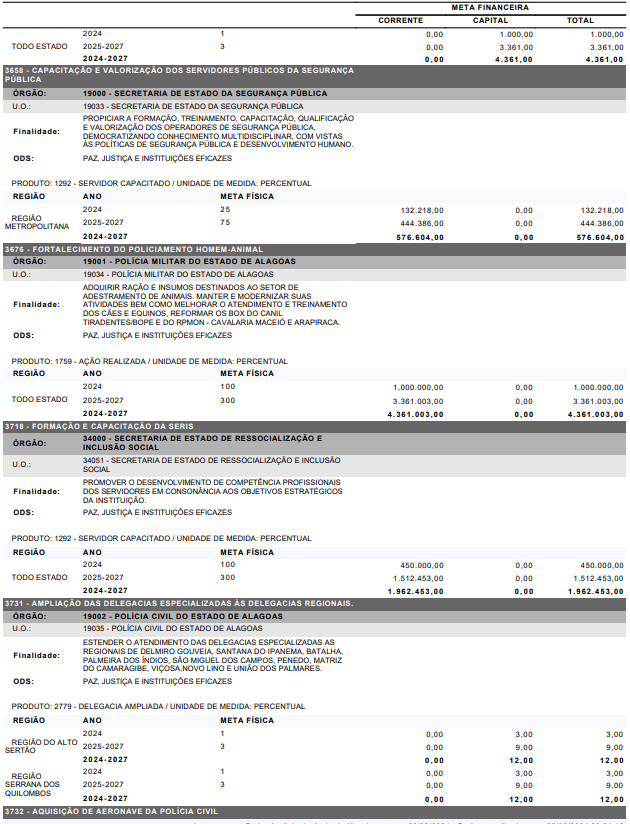 META FINANCEIRA
CORRENTE CAPITAL TOTAL
2024 1 0,00 1.000,00 1.000,00
TODO ESTADO 2025-2027 3 0,00 3.361,00 3.361,00
2024-2027 0,00 4.361,00 4.361,00
3658 - CAPACITAÇÃO E VALORIZAÇÃO DOS SERVIDORES PÚBLICOS DA SEGURANÇA
PÚBLICA
ÓRGÃO: 19000 - SECRETARIA DE ESTADO DA SEGURANÇA PÚBLICA
U.O.: 19033 - SECRETARIA DE ESTADO DA SEGURANÇA PÚBLICA
Finalidade: PROPICIAR A FORMAÇÃO, TREINAMENTO, CAPACITAÇÃO, QUALIFICAÇÃO
E VALORIZAÇÃO DOS OPERADORES DE SEGURANÇA PÚBLICA,
DEMOCRATIZANDO CONHECIMENTO MULTIDISCIPLINAR, COM VISTAS
ÀS POLÍTICAS DE SEGURANÇA PÚBLICA E DESENVOLVIMENTO HUMANO.
ODS: PAZ, JUSTIÇA E INSTITUIÇÕES EFICAZES
PRODUTO: 1292 - SERVIDOR CAPACITADO / UNIDADE DE MEDIDA: PERCENTUAL
REGIÃO ANO META FÍSICA
2024 25 132.218,00 0,00 132.218,00
REGIÃO METROPOLITANA 2025-2027 75 444.386,00 0,00 444.386,00
2024-2027 576.604,00 0,00 576.604,00
3676 - FORTALECIMENTO DO POLICIAMENTO HOMEM-ANIMAL
ÓRGÃO: 19001 - POLÍCIA MILITAR DO ESTADO DE ALAGOAS
U.O.: 19034 - POLÍCIA MILITAR DO ESTADO DE ALAGOAS
Finalidade: ADQUIRIR RAÇÃO E INSUMOS DESTINADOS AO SETOR DE
ADESTRAMENTO DE ANIMAIS. MANTER E MODERNIZAR SUAS
ATIVIDADES BEM COMO MELHORAR O ATENDIMENTO E TREINAMENTO
DOS CÃES E EQUINOS, REFORMAR OS BOX DO CANIL
TIRADENTES/BOPE E DO RPMON - CAVALARIA MACEIÓ E ARAPIRACA.
ODS: PAZ, JUSTIÇA E INSTITUIÇÕES EFICAZES
PRODUTO: 1759 - AÇÃO REALIZADA / UNIDADE DE MEDIDA: PERCENTUAL
REGIÃO ANO META FÍSICA
2024 100 1.000.000,00 0,00 1.000.000,00
TODO ESTADO 2025-2027 300 3.361.003,00 0,00 3.361.003,00
2024-2027 4.361.003,00 0,00 4.361.003,00
3718 - FORMAÇÃO E CAPACITAÇÃO DA SERIS
ÓRGÃO: 34000 - SECRETARIA DE ESTADO DE RESSOCIALIZAÇÃO E
INCLUSÃO SOCIAL
U.O.: 34051 - SECRETARIA DE ESTADO DE RESSOCIALIZAÇÃO E INCLUSÃO
SOCIAL
Finalidade: PROMOVER O DESENVOLVIMENTO DE COMPETÊNCIA PROFISSIONAIS
DOS SERVIDORES EM CONSONÂNCIA AOS OBJETIVOS ESTRATÉGICOS
DA INSTITUIÇÃO.
ODS: PAZ, JUSTIÇA E INSTITUIÇÕES EFICAZES
PRODUTO: 1292 - SERVIDOR CAPACITADO / UNIDADE DE MEDIDA: PERCENTUAL
REGIÃO ANO META FÍSICA
2024 100 450.000,00 0,00 450.000,00
TODO ESTADO 2025-2027 300 1.512.453,00 0,00 1.512.453,00
2024-2027 1.962.453,00 0,00 1.962.453,00
3731 - AMPLIAÇÃO DAS DELEGACIAS ESPECIALIZADAS ÀS DELEGACIAS REGIONAIS.
ÓRGÃO: 19002 - POLÍCIA CIVIL DO ESTADO DE ALAGOAS
U.O.: 19035 - POLÍCIA CIVIL DO ESTADO DE ALAGOAS
Finalidade: ESTENDER O ATENDIMENTO DAS DELEGACIAS ESPECIALIZADAS AS
REGIONAIS DE DELMIRO GOUVEIA, SANTANA DO IPANEMA, BATALHA,
PALMEIRA DOS ÍNDIOS, SÃO MIGUEL DOS CAMPOS, PENEDO, MATRIZ
DO CAMARAGIBE, VIÇOSA,NOVO LINO E UNIÃO DOS PALMARES.
ODS: PAZ, JUSTIÇA E INSTITUIÇÕES EFICAZES
PRODUTO: 2779 - DELEGACIA AMPLIADA / UNIDADE DE MEDIDA: PERCENTUAL
REGIÃO ANO META FÍSICA
2024 1 0,00 3,00 3,00
REGIÃO DO ALTO SERTÃO 2025-2027 3 0,00 9,00 9,00
2024-2027 0,00 12,00 12,00
2024 1 0,00 3,00 3,00
REGIÃO SERRANA DOS QUILOMBOS 2025-2027 3 0,00 9,00 9,00
2024-2027 0,00 12,00 12,00
3732 - AQUISIÇÃO DE AERONAVE DA POLÍCIA CIVIL